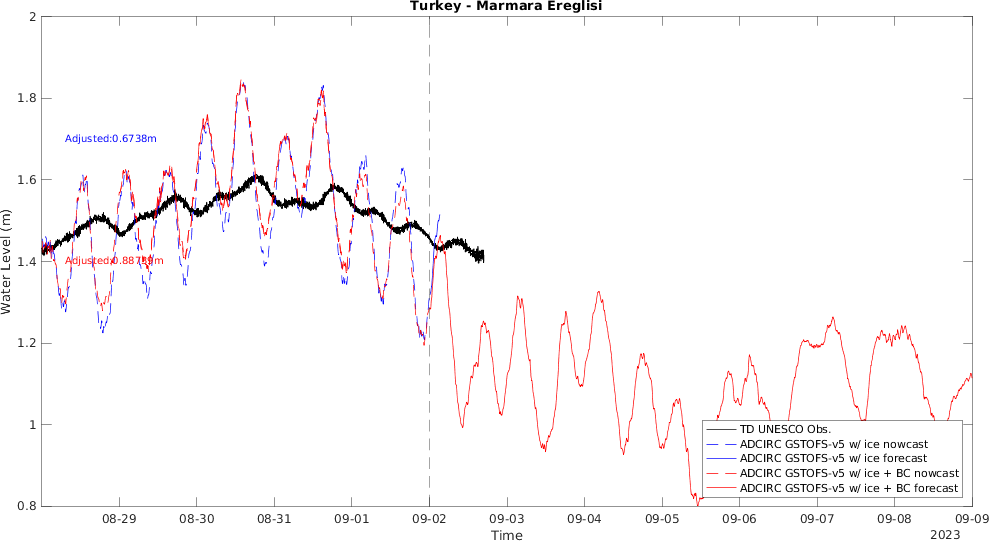 Turkey - Marmara Ereglisi
2
1.8
1.6
1.4
1.2
1
0.8
Water Level (m)
Adjusted:0.6738m
08-29
08-30
08-31
09-01
09-02
09-03
09-04
09-05
09-06
09-07
09-08
09-09
Time
2023
TD UNESCO Obs.
ADCIRC GSTOFS-v5 w/ ice nowcast
ADCIRC GSTOFS-v5 w/ ice forecast
ADCIRC GSTOFS-v5 w/ ice + BC nowcast
ADCIRC GSTOFS-v5 w/ ice + BC forecast